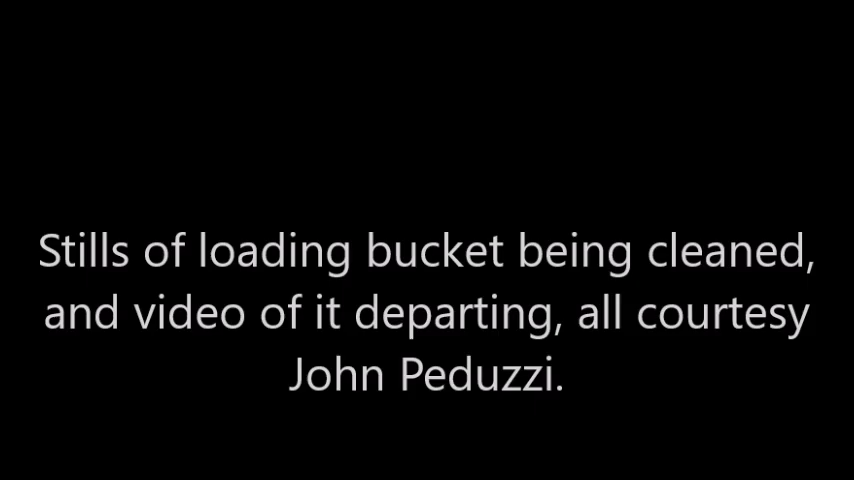 Stills of loading bucket being cleaned,
and video of it departing, all courtesy
John Peduzzi.